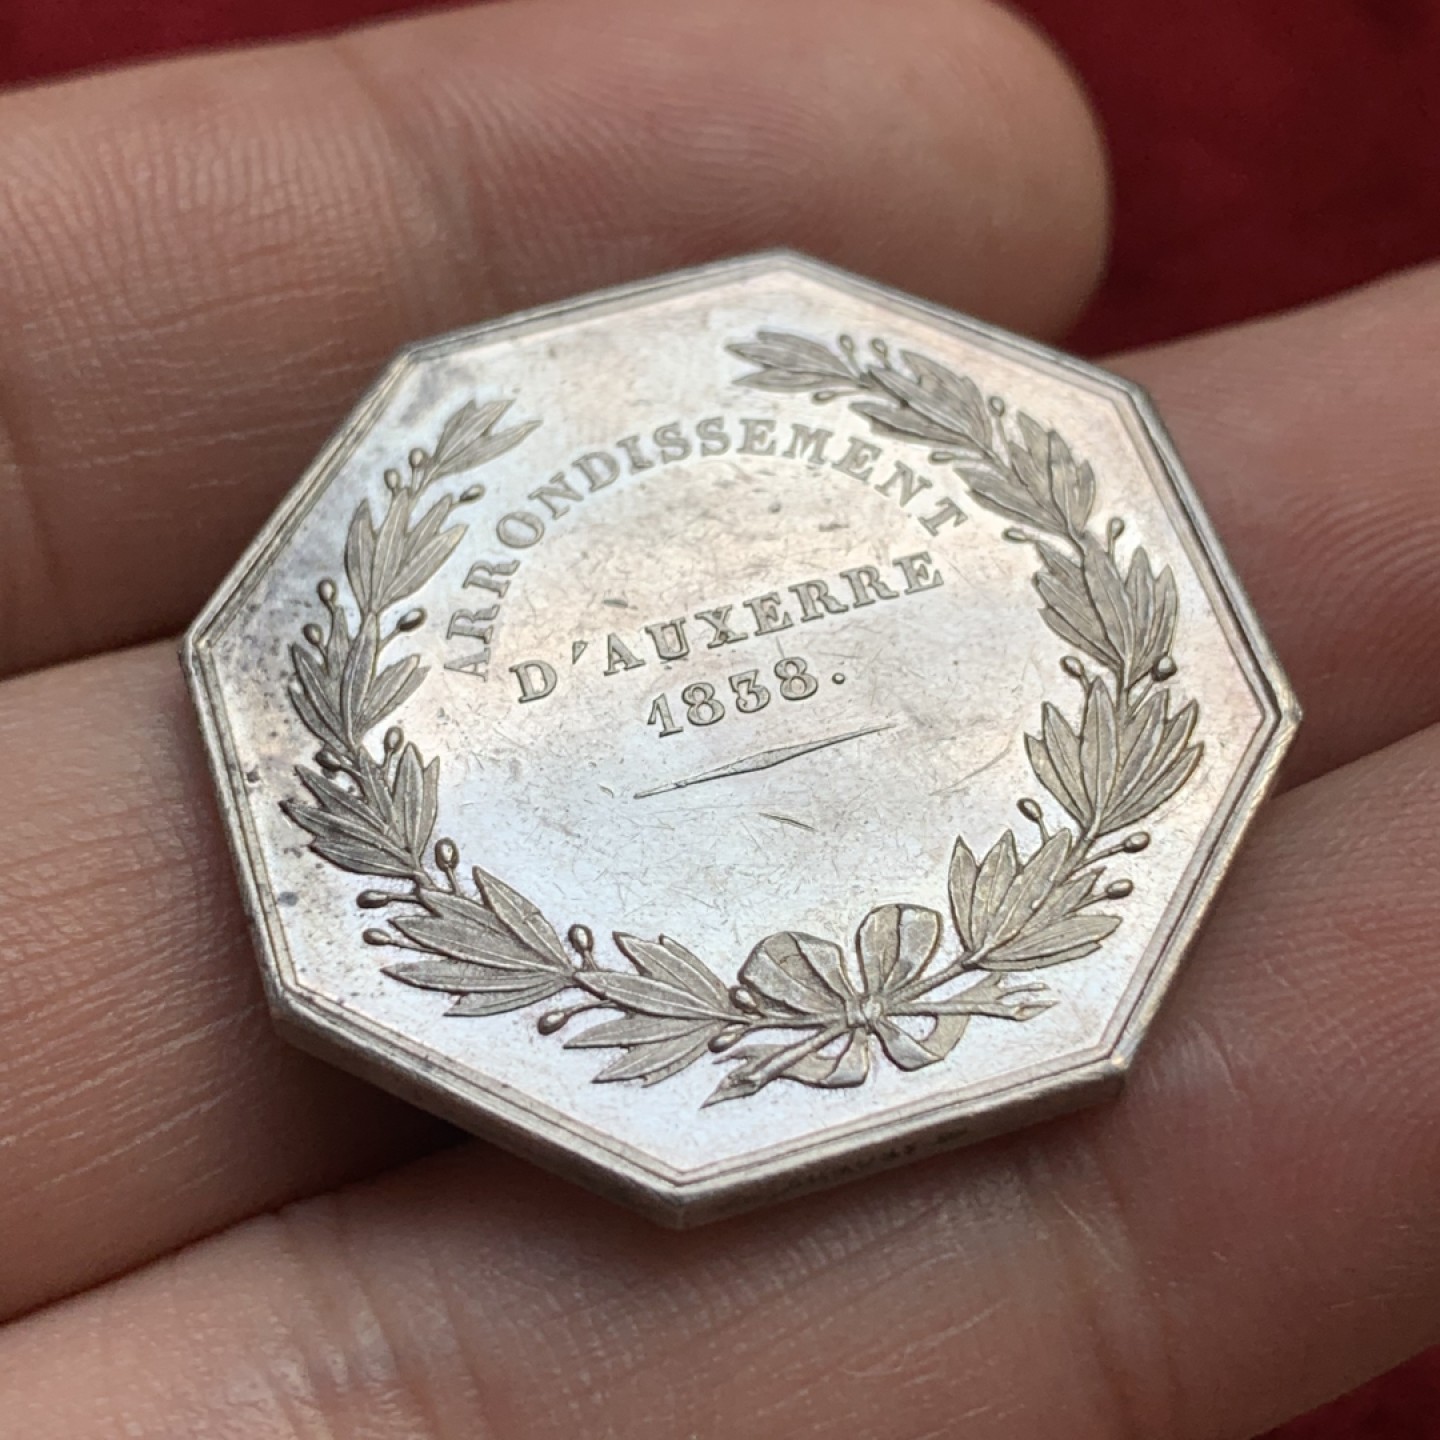 ARRONDISSEMENT
D'AUXERRE
1838.